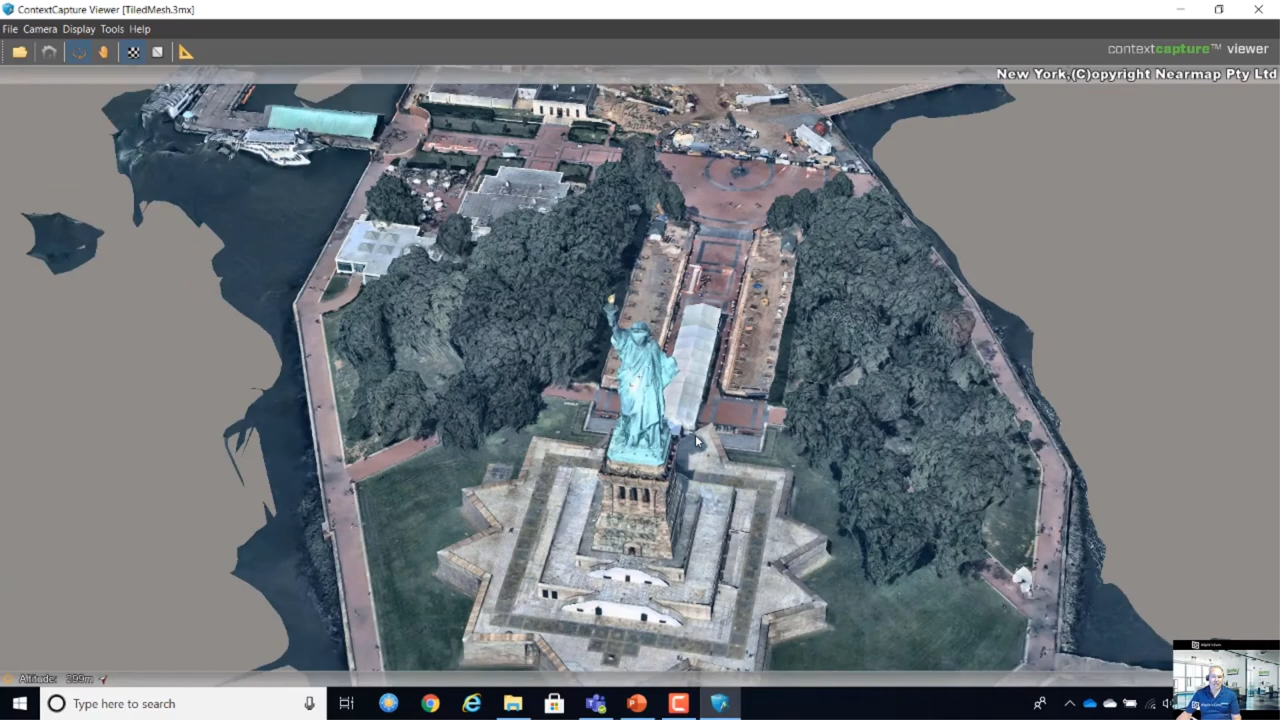 ContextCapture Viewer [TiledMesh.3mx]
File Camera Display Tools Help
contextcapture™ viewer
New York,(C)opyright Nearmap Pty Ltd
Altitude: 399m
Type here to search